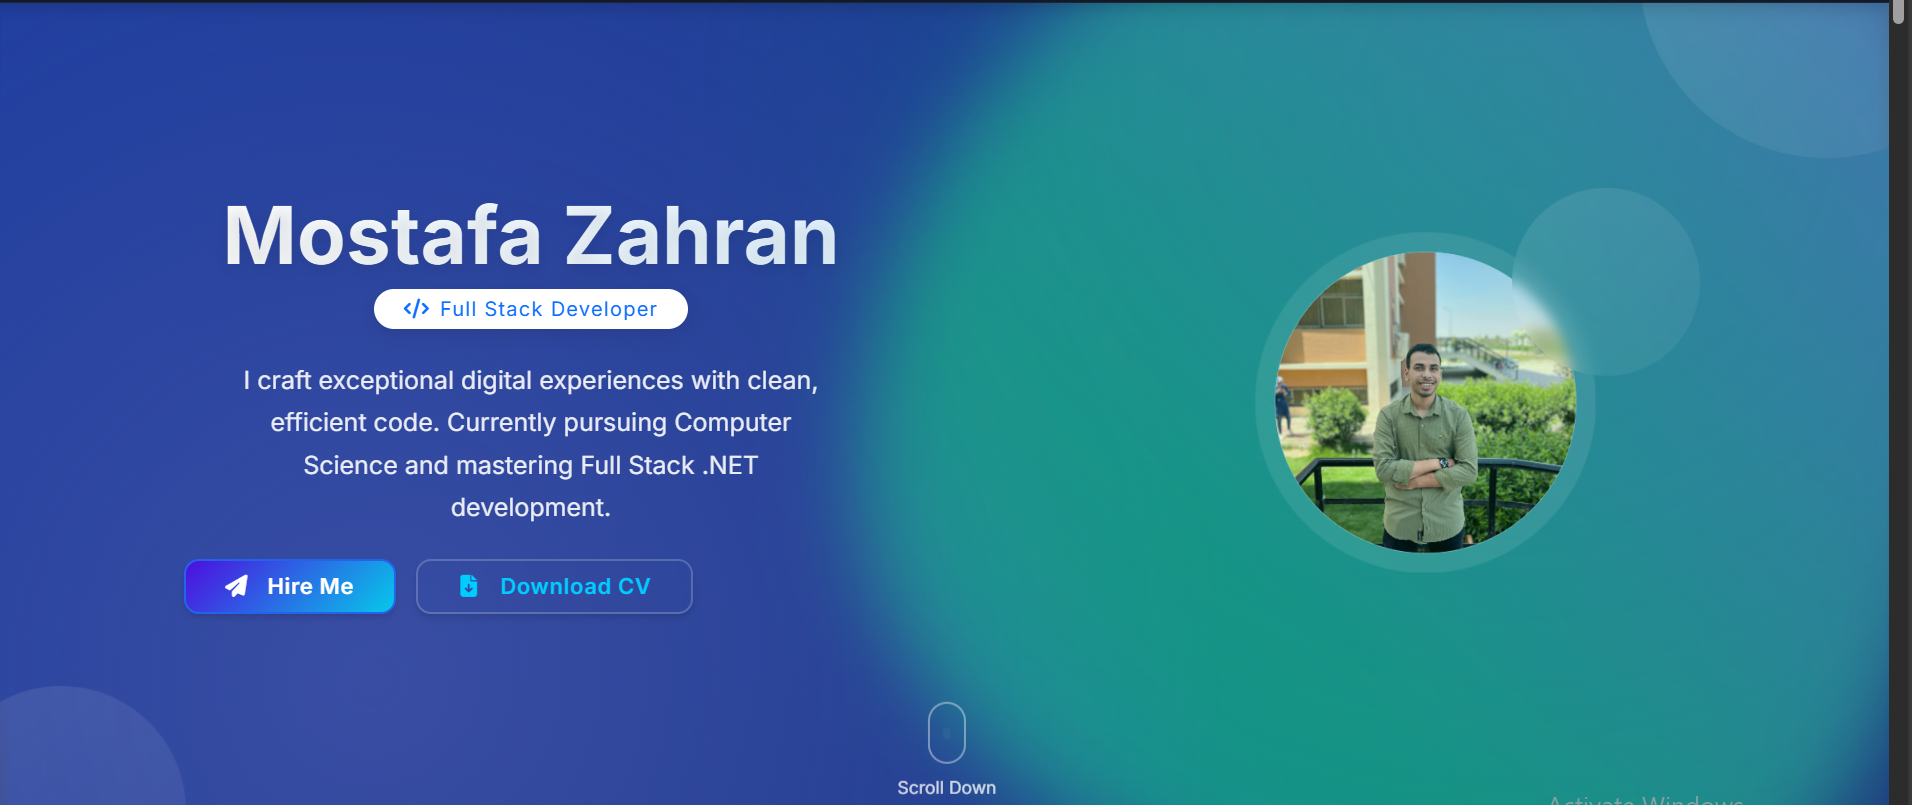 Mostafa Zahran
Full Stack Developer
I craft exceptional digital experiences with clean,
efficient code. Currently pursuing Computer
Science and mastering Full Stack .NET
development.
Hire Me
Download CV
Scroll Down
Activate Windows